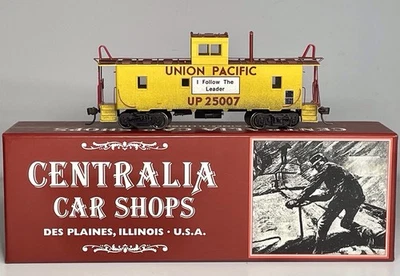 UNION PACIFIC
I Follow The
Leader
UP 25007
CENTRALIA
CAR SHOPS
DES PLAINES, ILLINOIS · U.S.A.